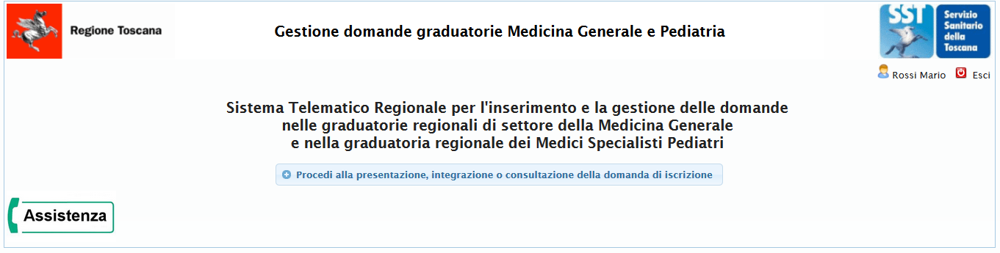 Regione Toscana
Gestione domande graduatorie Medicina Generale e Pediatria
SST
Servizio
Sanitario
della
Toscana
Rossi Mario
Esci
Sistema Telematico Regionale per l'inserimento e la gestione delle domande
nelle graduatorie regionali di settore della Medicina Generale
e nella graduatoria regionale dei Medici Specialisti Pediatri
Procedi alla presentazione, integrazione o consultazione della domanda di iscrizione
Assistenza